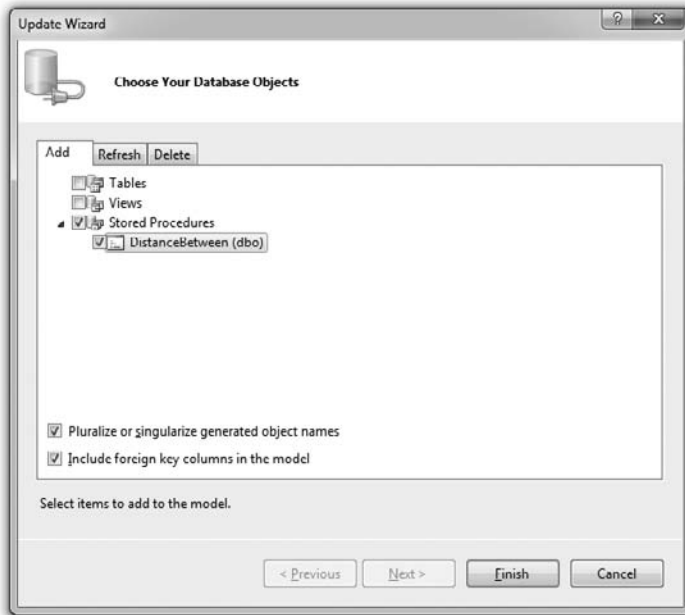 Update Wizard
Choose Your Database Objects
Add Refresh Delete
Tables
Views
Stored Procedures
DistanceBetween (dbo)
Pluralize or singularize generated object names
Include foreign key columns in the model
Select items to add to the model.
< Previous Next > Finish Cancel